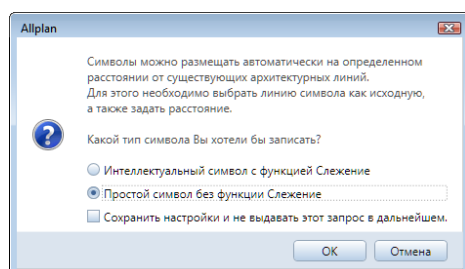 Allplan
Символы можно размещать автоматически на определенном
расстоянии от существующих архитектурных линий.
Для этого необходимо выбрать линию символа как исходную,
а также задать расстояние.
Какой тип символа Вы хотели бы записать?
Интеллектуальный символ с функцией Слежение
Простой символ без функции Слежение
Сохранить настройки и не выдавать этот запрос в дальнейшем.
OK Отмена